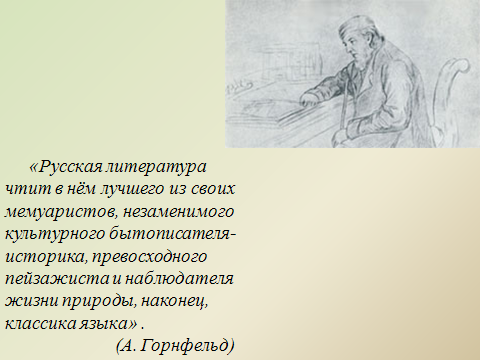 «Русская литература
чтит в нём лучшего из своих
мемуаристов, незаменимого
культурного бытописателя-
историка, превосходного
пейзажиста и наблюдателя
жизни природы, наконец,
классика языка» .
(А. Горнфельд)